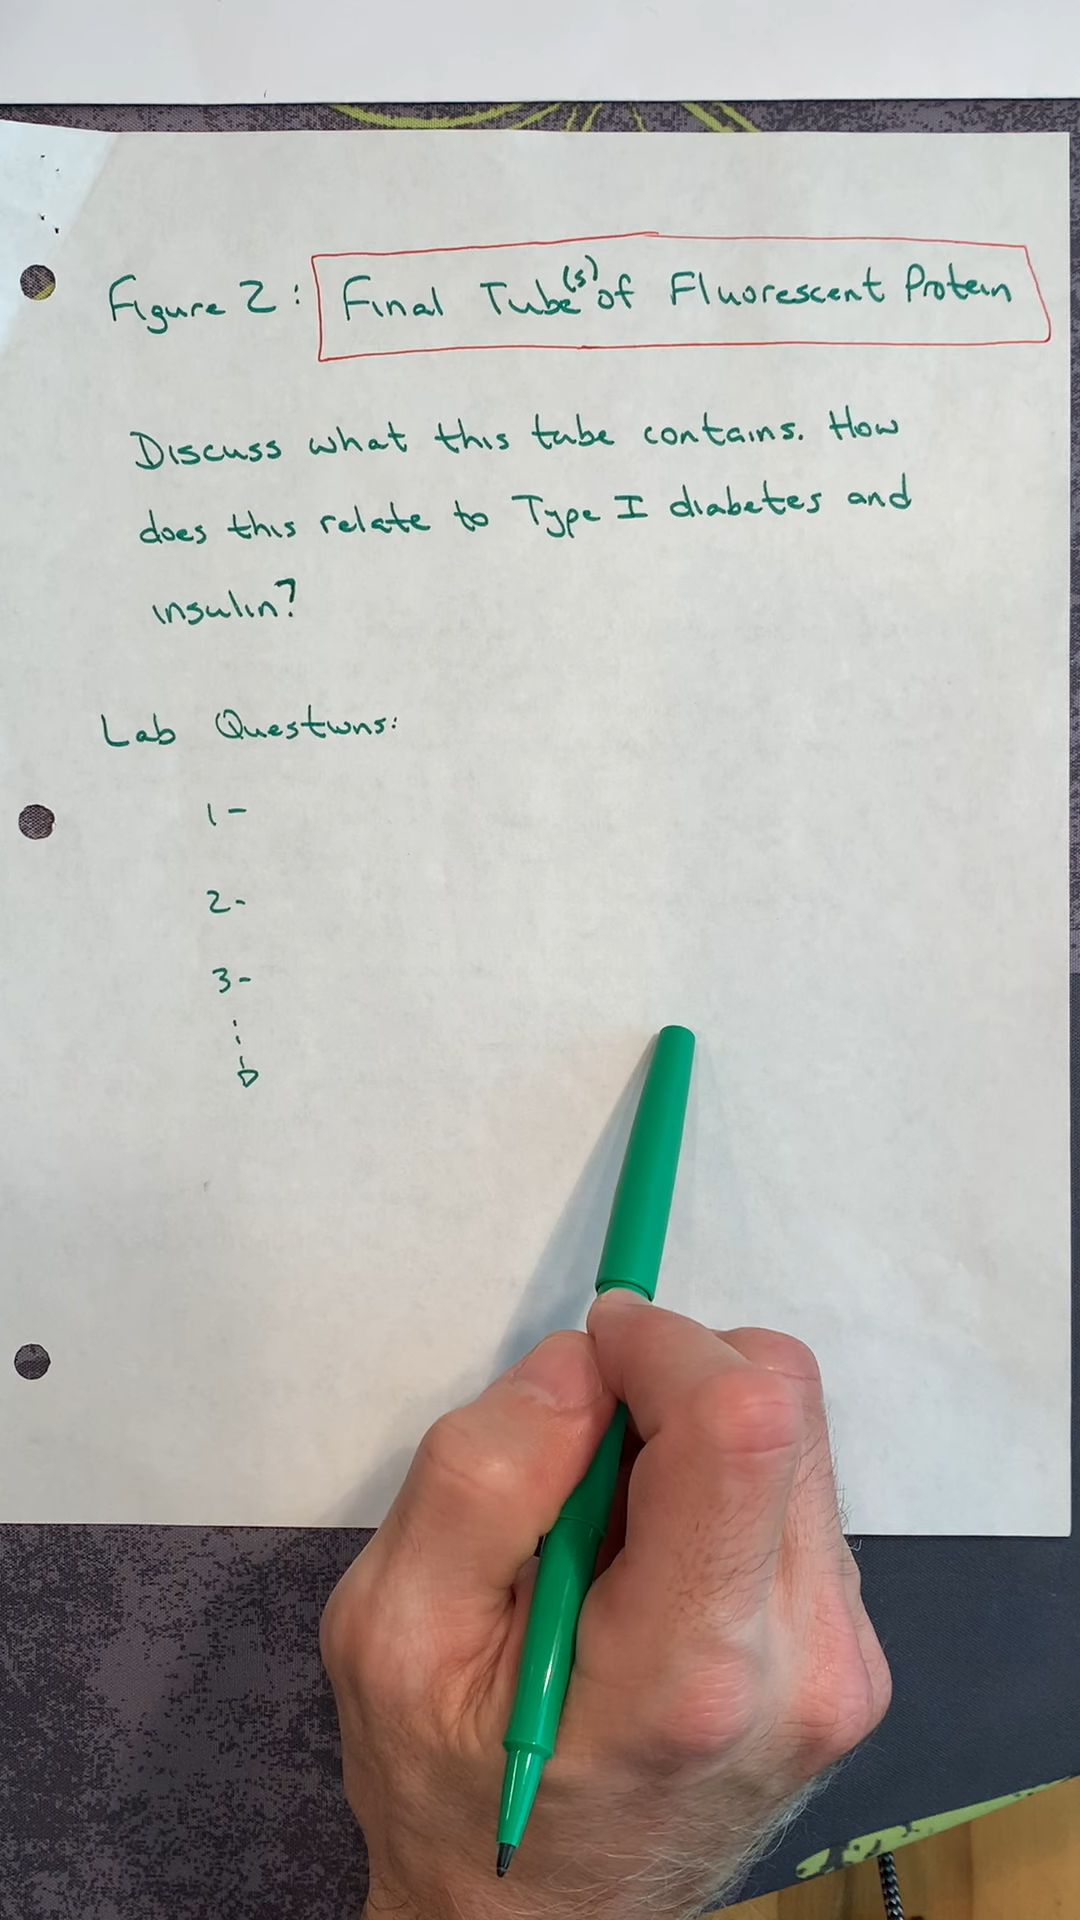 Figure 2: Final Tube(s) of Fluorescent Protein
Discuss what this tube contains. How
does this relate to Type I diabetes and
insulin?
Lab Questions:
1-
2-
3-